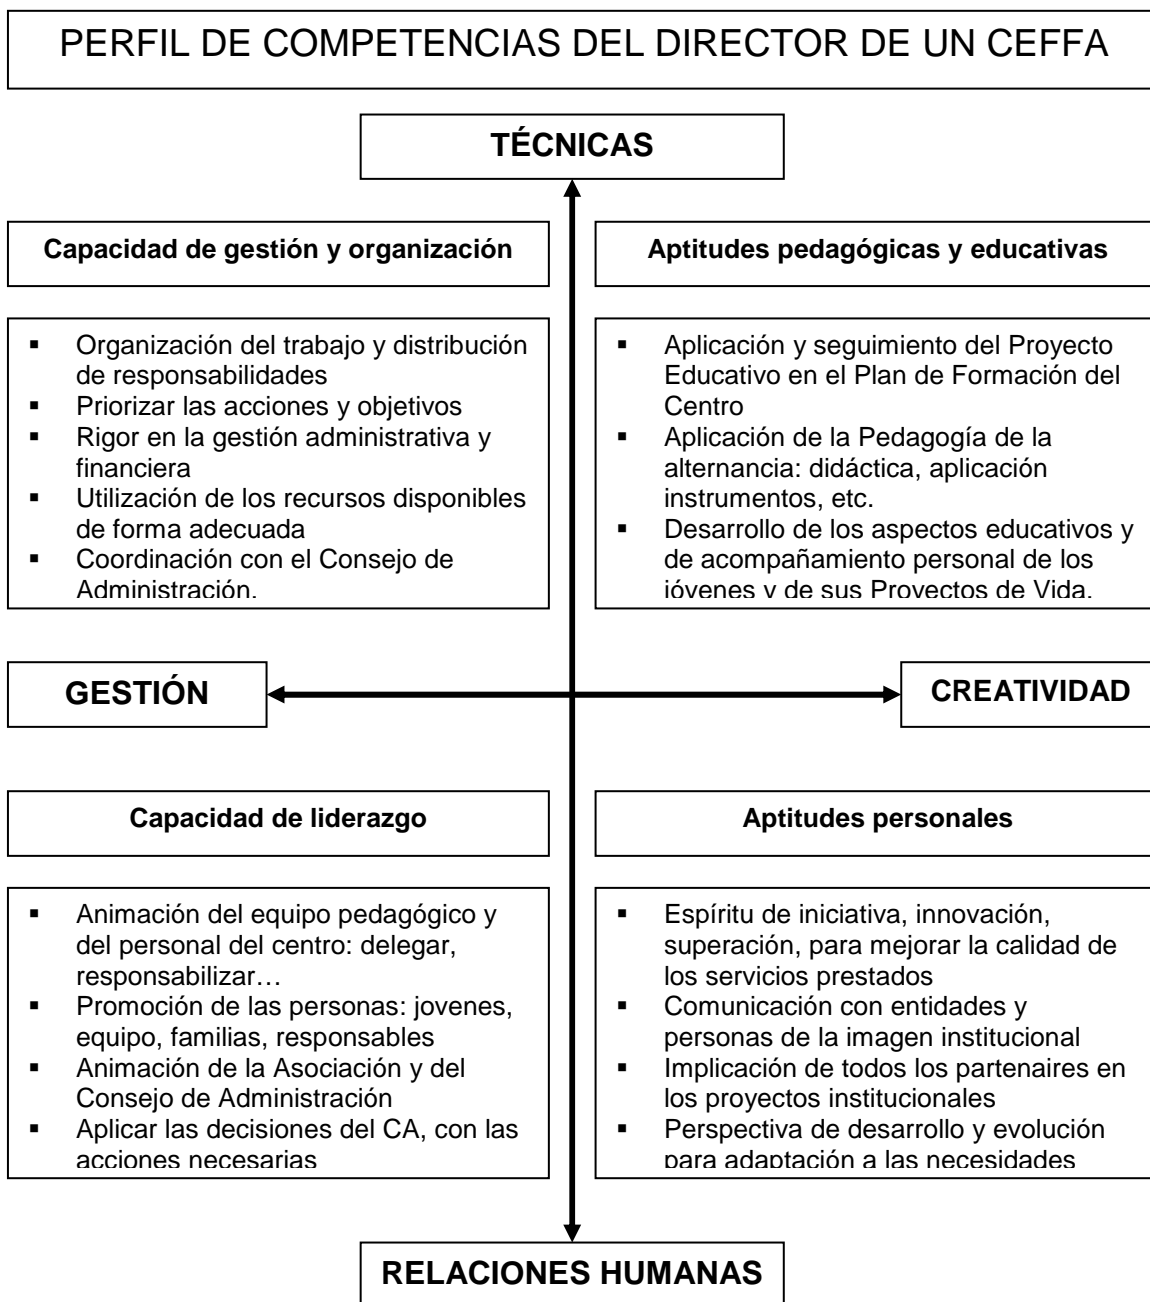 PERFIL DE COMPETENCIAS DEL DIRECTOR DE UN CEFFA
TÉCNICAS
Capacidad de gestión y organización
▪ Organización del trabajo y distribución
de responsabilidades
▪ Priorizar las acciones y objetivos
▪ Rigor en la gestión administrativa y
financiera
▪ Utilización de los recursos disponibles
de forma adecuada
▪ Coordinación con el Consejo de
Administración.
Aptitudes pedagógicas y educativas
▪ Aplicación y seguimiento del Proyecto
Educativo en el Plan de Formación del
Centro
▪ Aplicación de la Pedagogía de la
alternancia: didáctica, aplicación
instrumentos, etc.
▪ Desarrollo de los aspectos educativos y
de acompañamiento personal de los
jóvenes y de sus Proyectos de Vida.
GESTIÓN
CREATIVIDAD
Capacidad de liderazgo
▪ Animación del equipo pedagógico y
del personal del centro: delegar,
responsabilizar…
▪ Promoción de las personas: jovenes,
equipo, familias, responsables
▪ Animación de la Asociación y del
Consejo de Administración
▪ Aplicar las decisiones del CA, con las
acciones necesarias
Aptitudes personales
▪ Espíritu de iniciativa, innovación,
superación, para mejorar la calidad de
los servicios prestados
▪ Comunicación con entidades y
personas de la imagen institucional
▪ Implicación de todos los partenaires en
los proyectos institucionales
▪ Perspectiva de desarrollo y evolución
para adaptación a las necesidades
RELACIONES HUMANAS